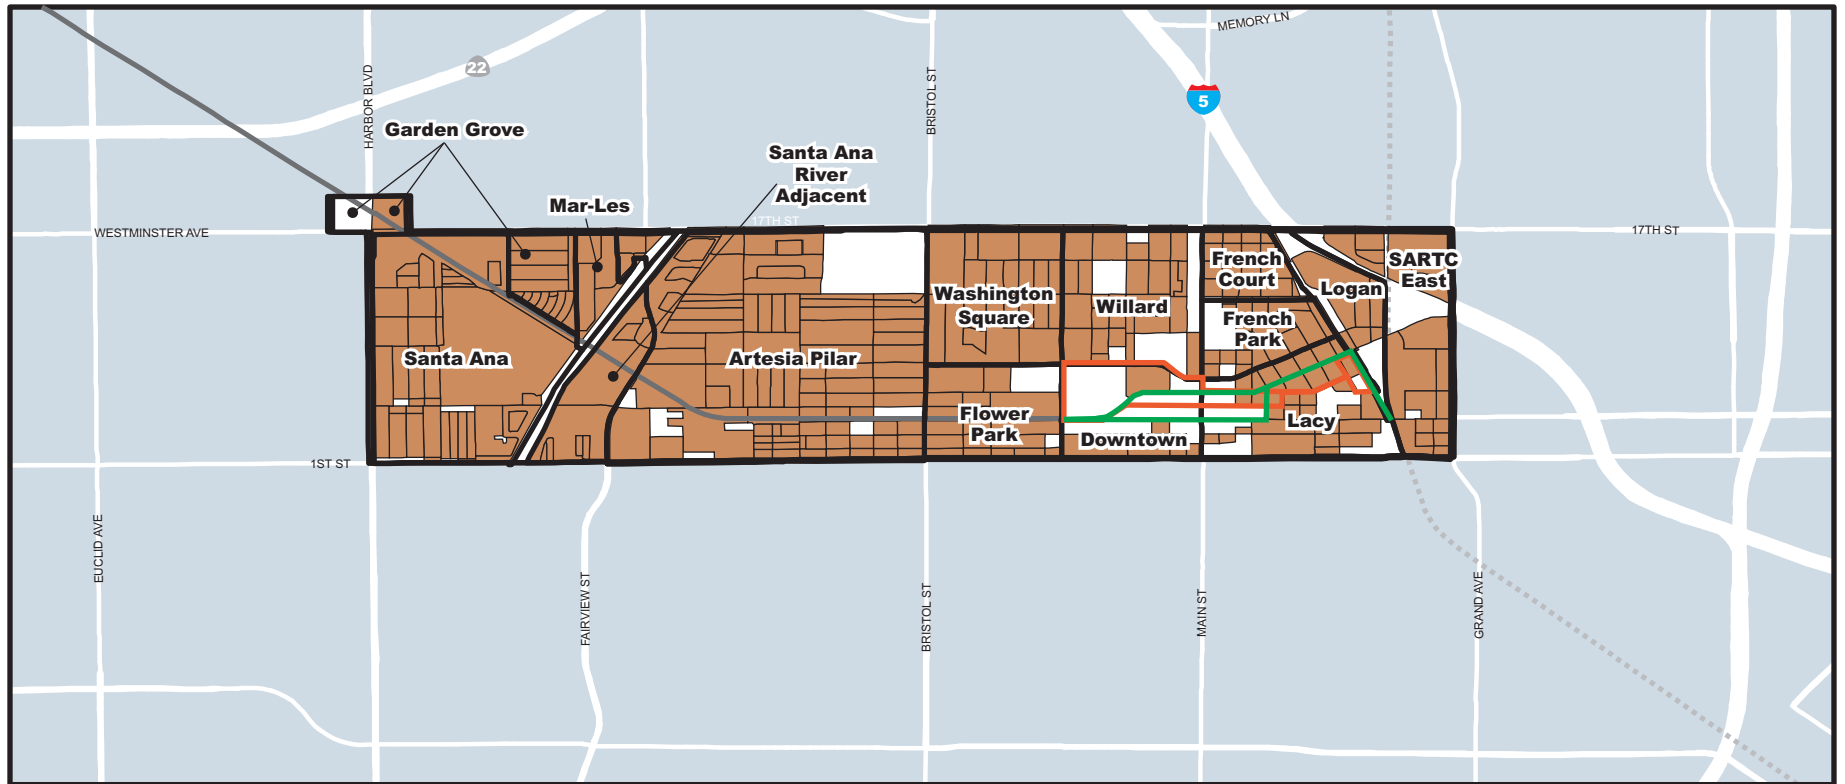 MEMORY LN
22
HARBOR BLVD
BRISTOL ST
5
Garden Grove
Santa Ana
River
Adjacent
Mar-Les
17TH ST
WESTMINSTER AVE
17TH ST
French
Court
SARTC
East
Logan
Washington
Square
Willard
French
Park
Santa Ana
Artesia Pilar
Flower
Park
Downtown
Lacy
1ST ST
EUCLID AVE
FAIRVIEW ST
BRISTOL ST
MAIN ST
GRAND AVE